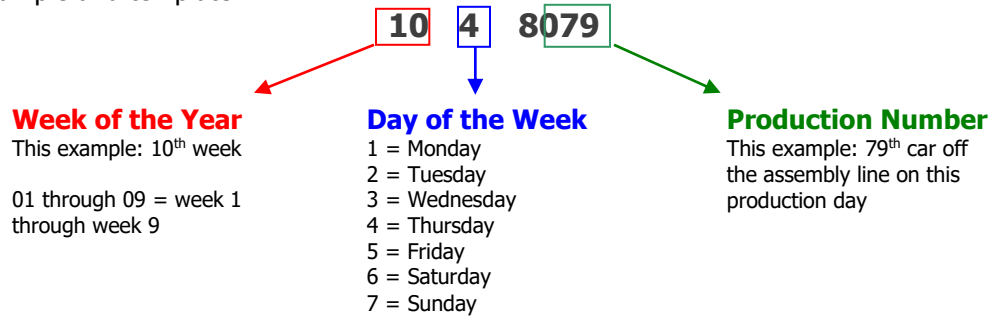 10 4 8079
Week of the Year
This example: 10th week
01 through 09 = week 1
through week 9
Day of the Week
1 = Monday
2 = Tuesday
3 = Wednesday
4 = Thursday
5 = Friday
6 = Saturday
7 = Sunday
Production Number
This example: 79th car off
the assembly line on this
production day